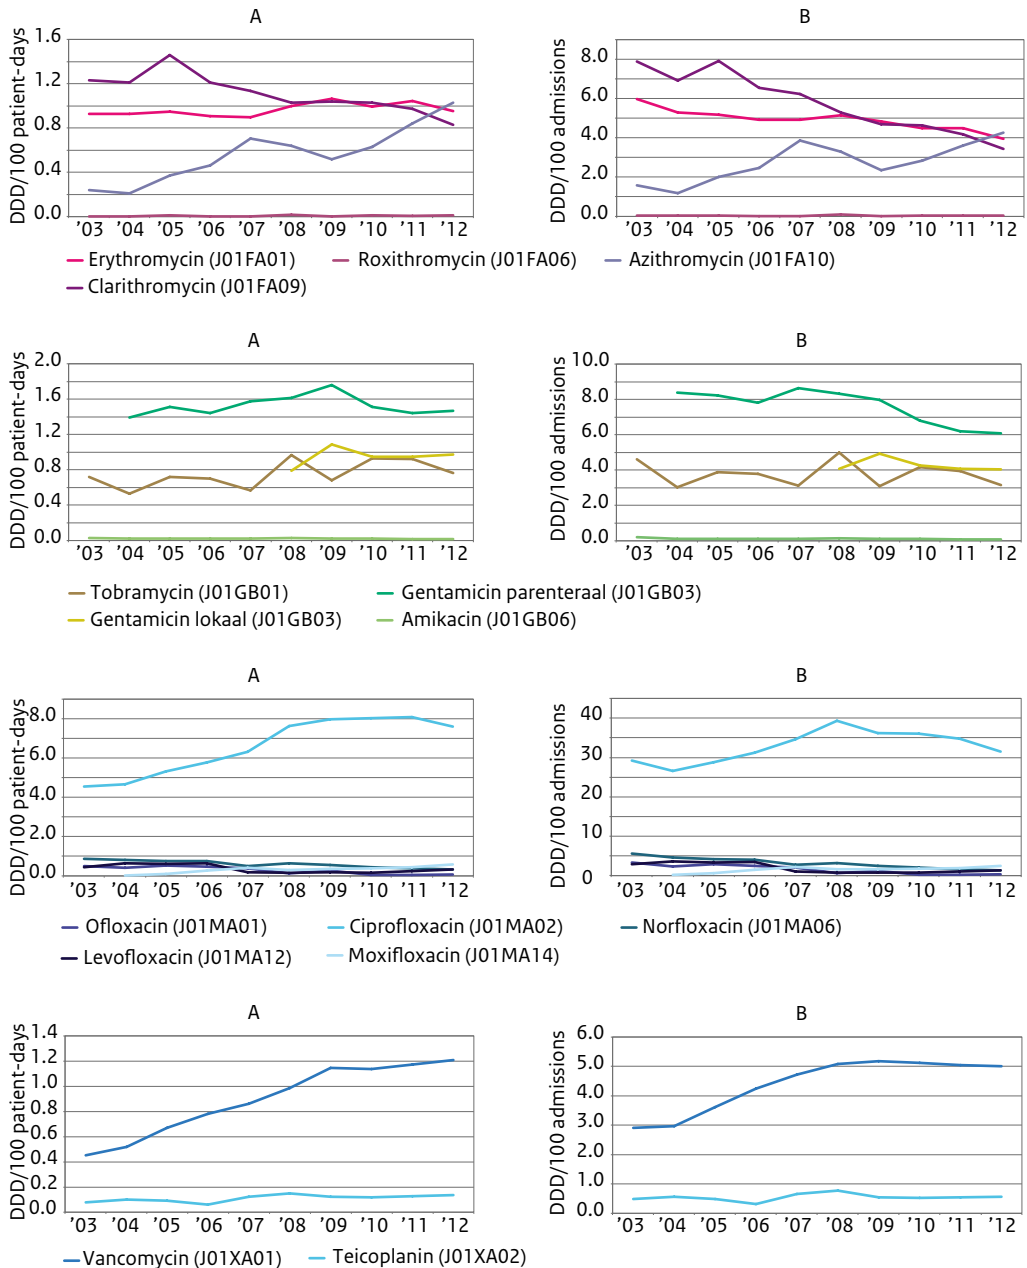 A
B
DDD/100 patient-days
1.6
1.2
0.8
0.4
0.0
'03 '04 '05 '06 '07 '08 '09 '10 '11 '12
DDD/100 admissions
8.0
6.0
4.0
2.0
0.0
'03 '04 '05 '06 '07 '08 '09 '10 '11 '12
Erythromycin (J01FA01) Roxithromycin (J01FA06) Azithromycin (J01FA10)
Clarithromycin (J01FA09)
A
B
DDD/100 patient-days
2.0
1.6
1.2
0.8
0.4
0.0
'03 '04 '05 '06 '07 '08 '09 '10 '11 '12
DDD/100 admissions
10.0
8.0
6.0
4.0
2.0
0.0
'03 '04 '05 '06 '07 '08 '09 '10 '11 '12
Tobramycin (J01GB01) Gentamicin parenteraal (J01GB03)
Gentamicin lokaal (J01GB03) Amikacin (J01GB06)
A
B
DDD/100 patient-days
8.0
6.0
4.0
2.0
0.0
'03 '04 '05 '06 '07 '08 '09 '10 '11 '12
DDD/100 admissions
40
30
20
10
0
'03 '04 '05 '06 '07 '08 '09 '10 '11 '12
Ofloxacin (J01MA01) Ciprofloxacin (J01MA02) Norfloxacin (J01MA06)
Levofloxacin (J01MA12) Moxifloxacin (J01MA14)
A
B
DDD/100 patient-days
1.4
1.2
1.0
0.8
0.6
0.4
0.2
0.0
'03 '04 '05 '06 '07 '08 '09 '10 '11 '12
DDD/100 admissions
6.0
5.0
4.0
3.0
2.0
1.0
0.0
'03 '04 '05 '06 '07 '08 '09 '10 '11 '12
Vancomycin (J01XA01) Teicoplanin (J01XA02)